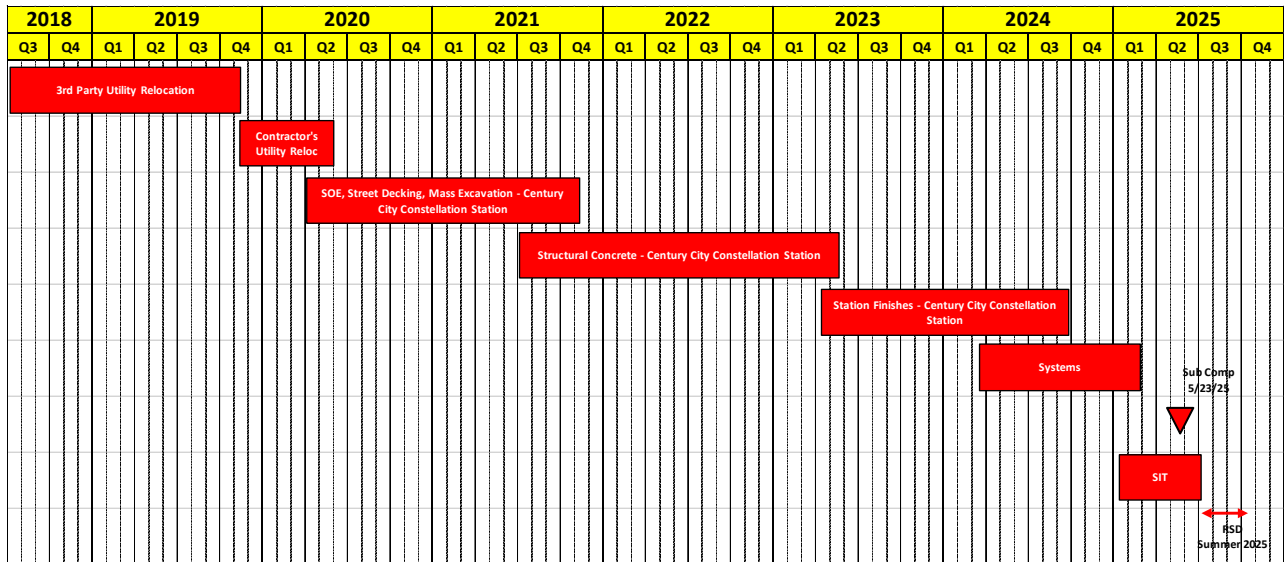 2018 2019 2020 2021 2022 2023 2024 2025
Q3 Q4 Q1 Q2 Q3 Q4 Q1 Q2 Q3 Q4 Q1 Q2 Q3 Q4 Q1 Q2 Q3 Q4 Q1 Q2 Q3 Q4 Q1 Q2 Q3 Q4 Q1 Q2 Q3 Q4
3rd Party Utility Relocation
Contractor's
Utility Reloc
SOE, Street Decking, Mass Excavation - Century
City Constellation Station
Structural Concrete - Century City Constellation Station
Station Finishes - Century City Constellation
Station
Systems
Sub Comp
5/23/25
SIT
RSD
Summer 2025